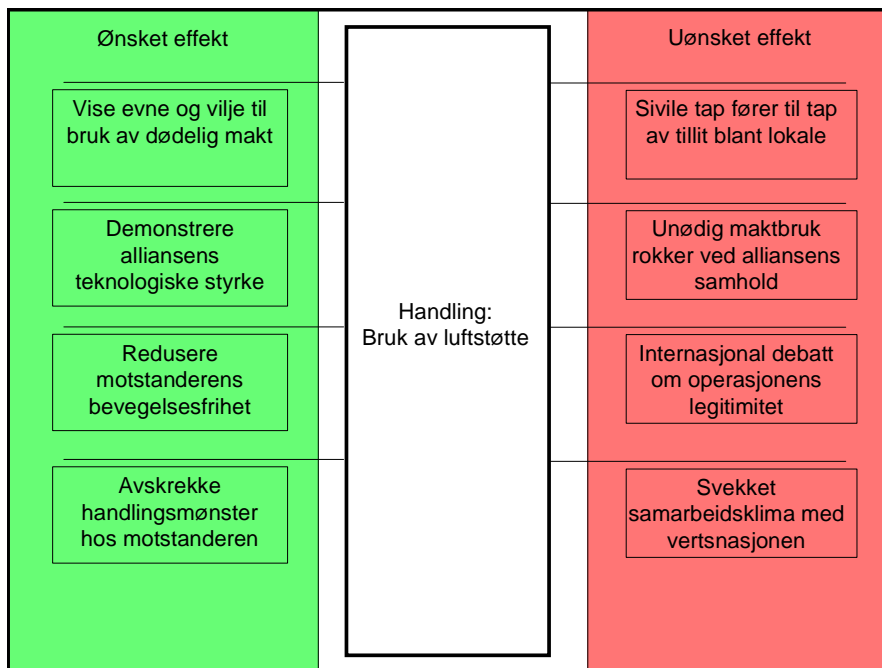 Ønsket effekt
Vise evne og vilje til
bruk av dødelig makt
Demonstrere
alliansens
teknologiske styrke
Redusere
motstanderens
bevegelsesfrihet
Avskrekke
handlingsmønster
hos motstanderen
Handling:
Bruk av luftstøtte
Uønsket effekt
Sivile tap fører til tap
av tillit blant lokale
Unødig maktbruk
rokker ved alliansens
samhold
Internasjonal debatt
om operasjonens
legitimitet
Svekket
samarbeidsklima med
vertsnasjonen